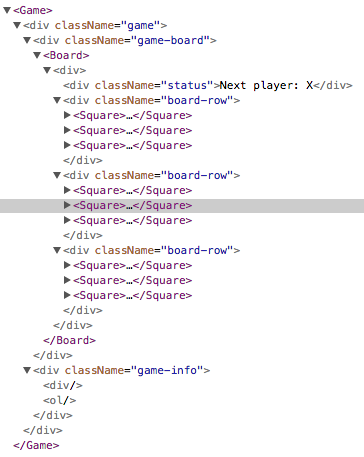 <Game>
<div className="game">
<div className="game-board">
<Board>
<div>
<div className="status">Next player: X</div>
<div className="board-row">
<Square>…</Square>
<Square>…</Square>
<Square>…</Square>
</div>
<div className="board-row">
<Square>…</Square>
<Square>…</Square>
<Square>…</Square>
</div>
<div className="board-row">
<Square>…</Square>
<Square>…</Square>
<Square>…</Square>
</div>
</div>
</Board>
</div>
<div className="game-info">
<div/>
<ol/>
</div>
</div>
</Game>